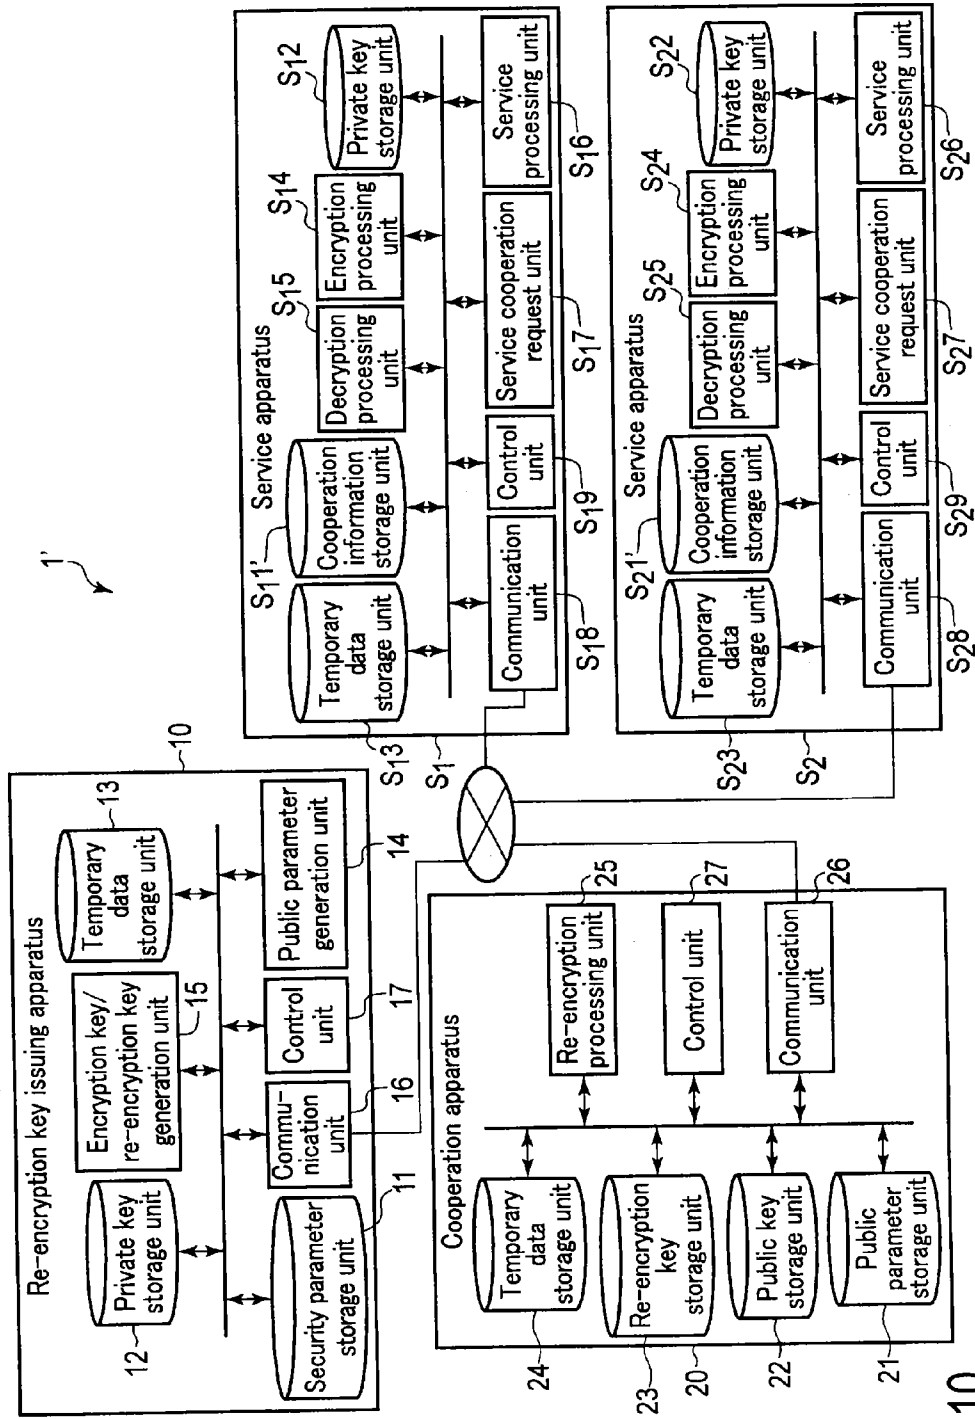 1'
Re-encryption key issuing apparatus
10
Private key
storage unit
12
Encryption key/
re-encryption key
generation unit
15
Temporary
data
storage unit
13
Security parameter
storage unit
11
Commu-
nication
unit
16
Control
unit
17
Public parameter
generation unit
14
Service apparatus
S1
Temporary
data
storage unit
S13
Cooperation
information
storage unit
S11'
Decryption
processing
unit
S15
Encryption
processing
unit
S14
Private key
storage unit
S12
Communication
unit
S18
Control
unit
S19
Service cooperation
request unit
S17
Service
processing unit
S16
Cooperation apparatus
20
Temporary
data
storage unit
24
Re-encryption
key
storage unit
23
Public key
storage unit
22
Public
parameter
storage unit
21
Re-encryption
processing unit
25
Control unit
27
Communication
unit
26
Service apparatus
S2
Temporary
data
storage unit
S23
Cooperation
information
storage unit
S21'
Decryption
processing
unit
S25
Encryption
processing
unit
S24
Private key
storage unit
S22
Communication
unit
S28
Control
unit
S29
Service cooperation
request unit
S27
Service
processing unit
S26
10